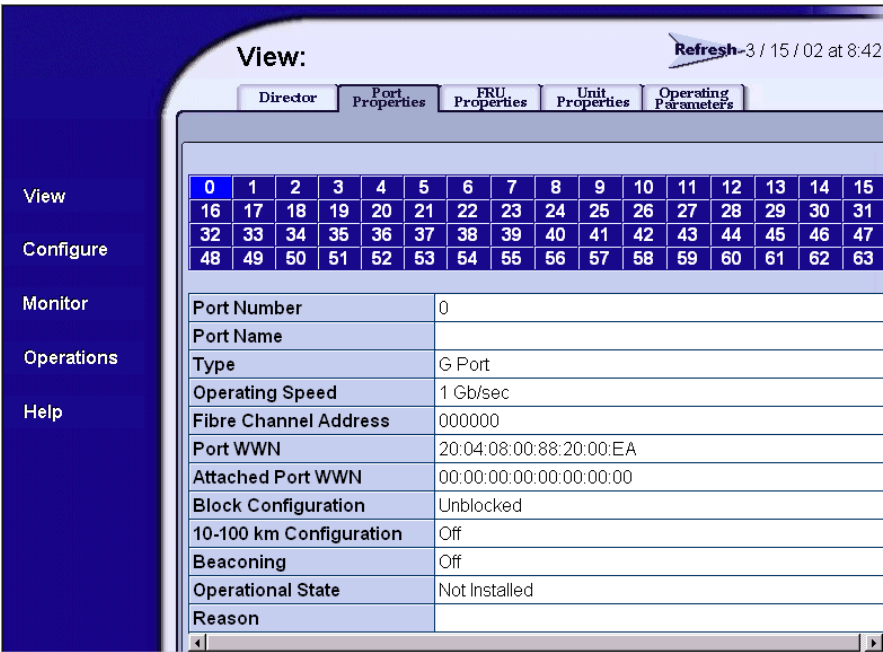 View:
Refresh-3 / 15 / 02 at 8:42
Director
Port Properties
FRU Properties
Unit Properties
Operating Parameters
View
Configure
Monitor
Operations
Help
0 1 2 3 4 5 6 7 8 9 10 11 12 13 14 15
16 17 18 19 20 21 22 23 24 25 26 27 28 29 30 31
32 33 34 35 36 37 38 39 40 41 42 43 44 45 46 47
48 49 50 51 52 53 54 55 56 57 58 59 60 61 62 63
Port Number 0
Port Name
Type G Port
Operating Speed 1 Gb/sec
Fibre Channel Address 000000
Port WWN 20:04:08:00:88:20:00:EA
Attached Port WWN 00:00:00:00:00:00:00:00
Block Configuration Unblocked
10-100 km Configuration Off
Beaconing Off
Operational State Not Installed
Reason